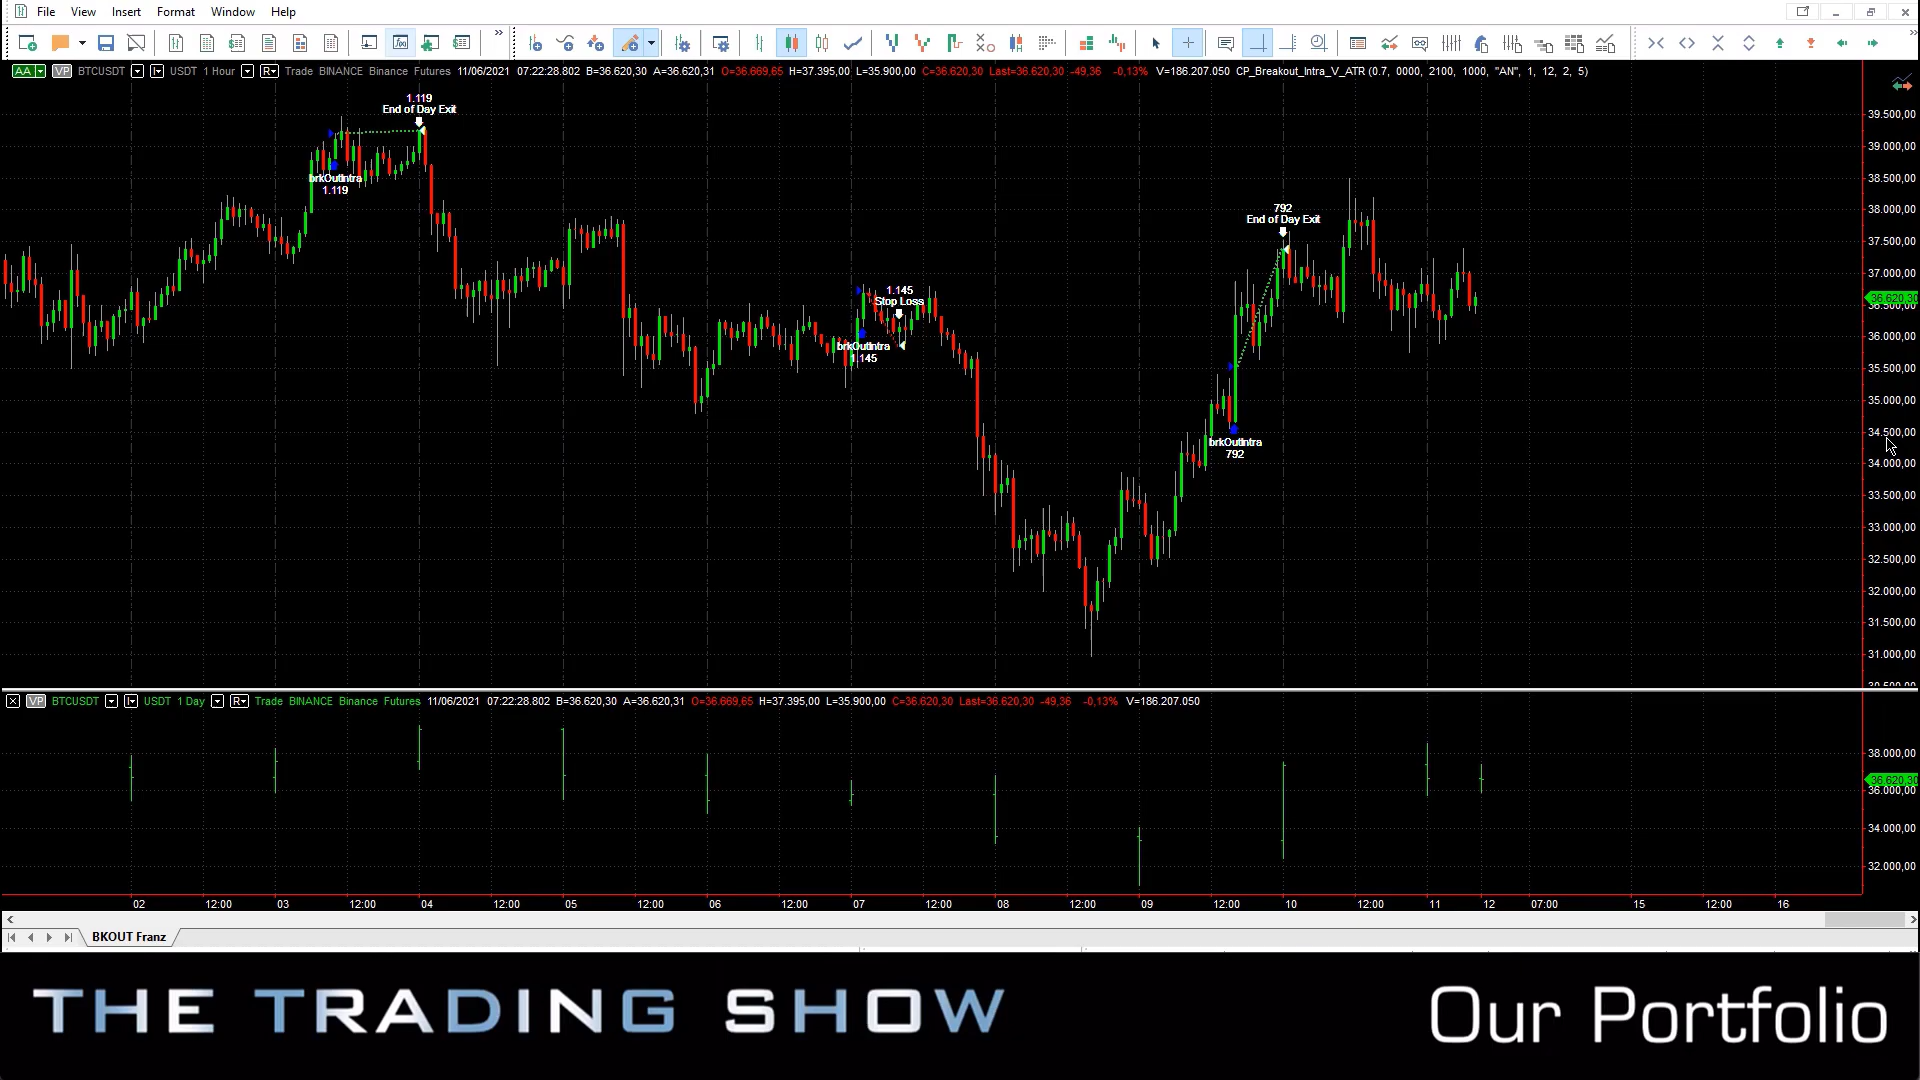 File View Insert Format Window Help
AA VP BTCUSDT USDT 1 Hour R Trade BINANCE Binance Futures 11/06/2021 07:22:28.802 B=36.620,30 A=36.620,31 O=36.669,65 H=37.395,00 L=35.900,00 C=36.620,30 Last=36.620,30 -49,36 -0,13% V=186.207.050 CP_Breakout_Intra_V_ATR (0.7, 0000, 2100, 1000, "AN", 1, 12, 2, 5)
1.119
End of Day Exit
brkOutIntra
1.119
1.145
Stop Loss
brkOutIntra
1.145
792
End of Day Exit
brkOutIntra
792
39.500,00
39.000,00
38.500,00
38.000,00
37.500,00
37.000,00
36.620,30
36.000,00
35.500,00
35.000,00
34.500,00
34.000,00
33.500,00
33.000,00
32.500,00
32.000,00
31.500,00
31.000,00
VP BTCUSDT USDT 1 Day R Trade BINANCE Binance Futures 11/06/2021 07:22:28.802 B=36.620,30 A=36.620,31 O=36.669,65 H=37.395,00 L=35.900,00 C=36.620,30 Last=36.620,30 -49,36 -0,13% V=186.207.050
38.000,00
36.620,30
36.000,00
34.000,00
32.000,00
02 12:00 03 12:00 04 12:00 05 12:00 06 12:00 07 12:00 08 12:00 09 12:00 10 12:00 11 12 07:00 15 12:00 16
BKOUT Franz
THE TRADING SHOW
Our Portfolio